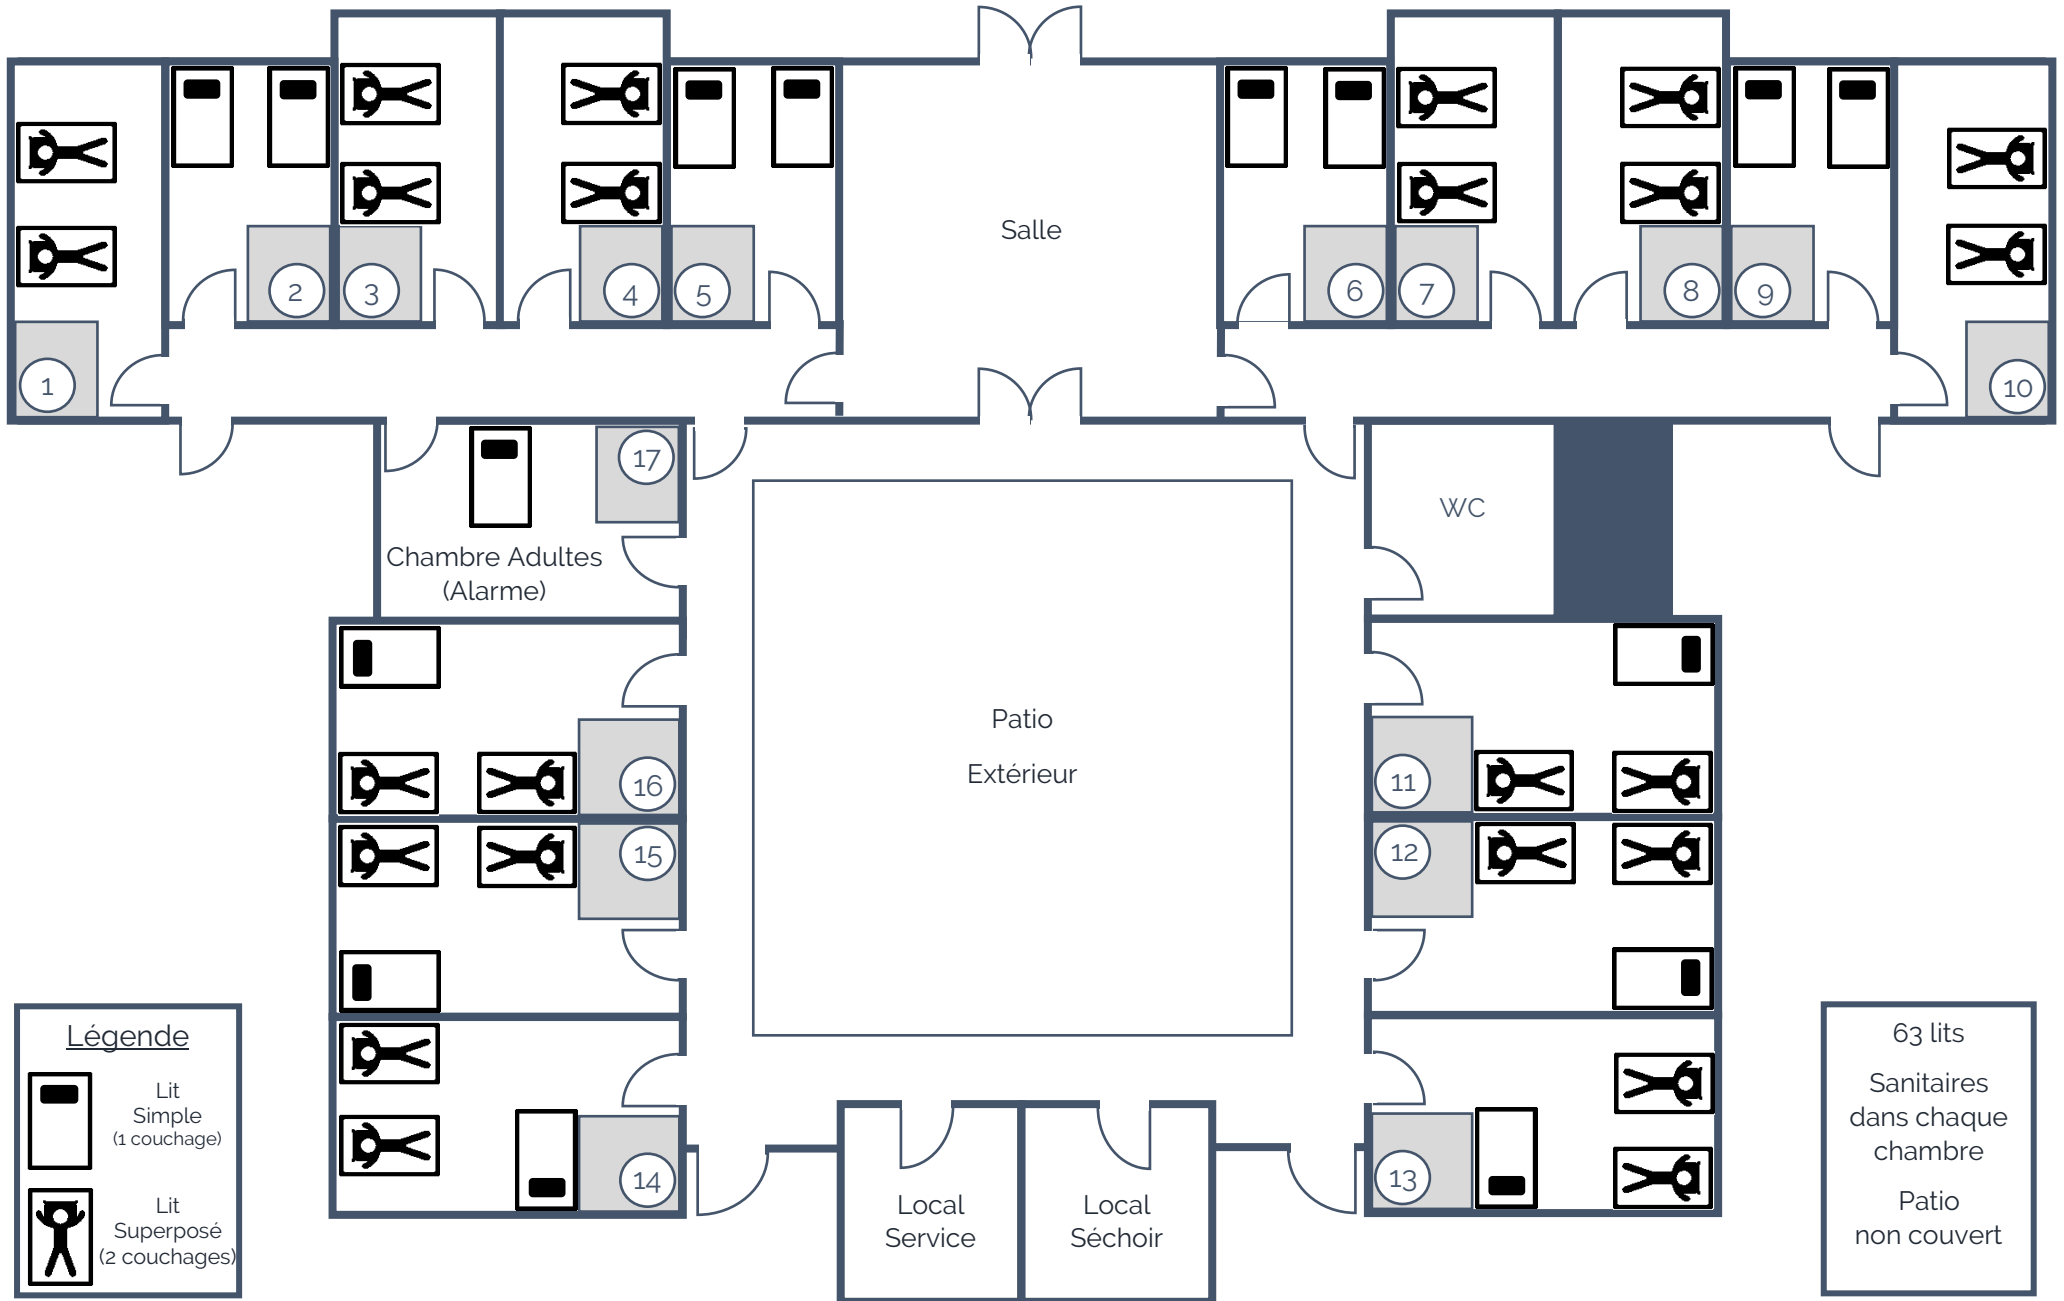 2
3
4
5
6
7
8
9
1
10
Salle
17
Chambre Adultes
(Alarme)
WC
Patio
Extérieur
16
15
14
11
12
13
Local
Service
Local
Séchoir
Légende
Lit
Simple
(1 couchage)
Lit
Superposé
(2 couchages)
63 lits
Sanitaires
dans chaque
chambre
Patio
non couvert